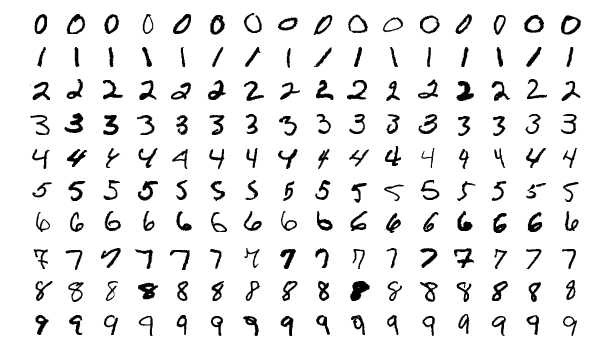 0 0 0 0 0 0 0 0 0 0 0 0 0 0 0 0
1 1 1 1 1 1 1 1 1 1 1 1 1 1 1 1
2 2 2 2 2 2 2 2 2 2 2 2 2 2 2 2
3 3 3 3 3 3 3 3 3 3 3 3 3 3 3 3
4 4 4 4 4 4 4 4 4 4 4 4 4 4 4 4
5 5 5 5 5 5 5 5 5 5 5 5 5 5 5 5
6 6 6 6 6 6 6 6 6 6 6 6 6 6 6 6
7 7 7 7 7 7 7 7 7 7 7 7 7 7 7 7
8 8 8 8 8 8 8 8 8 8 8 8 8 8 8 8
9 9 9 9 9 9 9 9 9 9 9 9 9 9 9 9